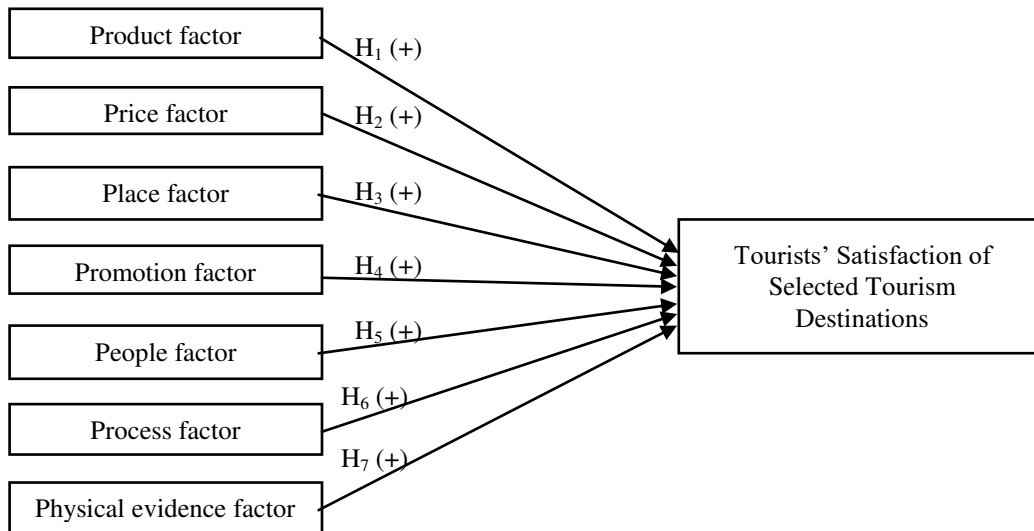 Product factor
H₁ (+)
Price factor
H₂ (+)
Place factor
H₃ (+)
Promotion factor
H₄ (+)
People factor
H₅ (+)
Process factor
H₆ (+)
Physical evidence factor
H₇ (+)
Tourists’ Satisfaction of
Selected Tourism
Destinations